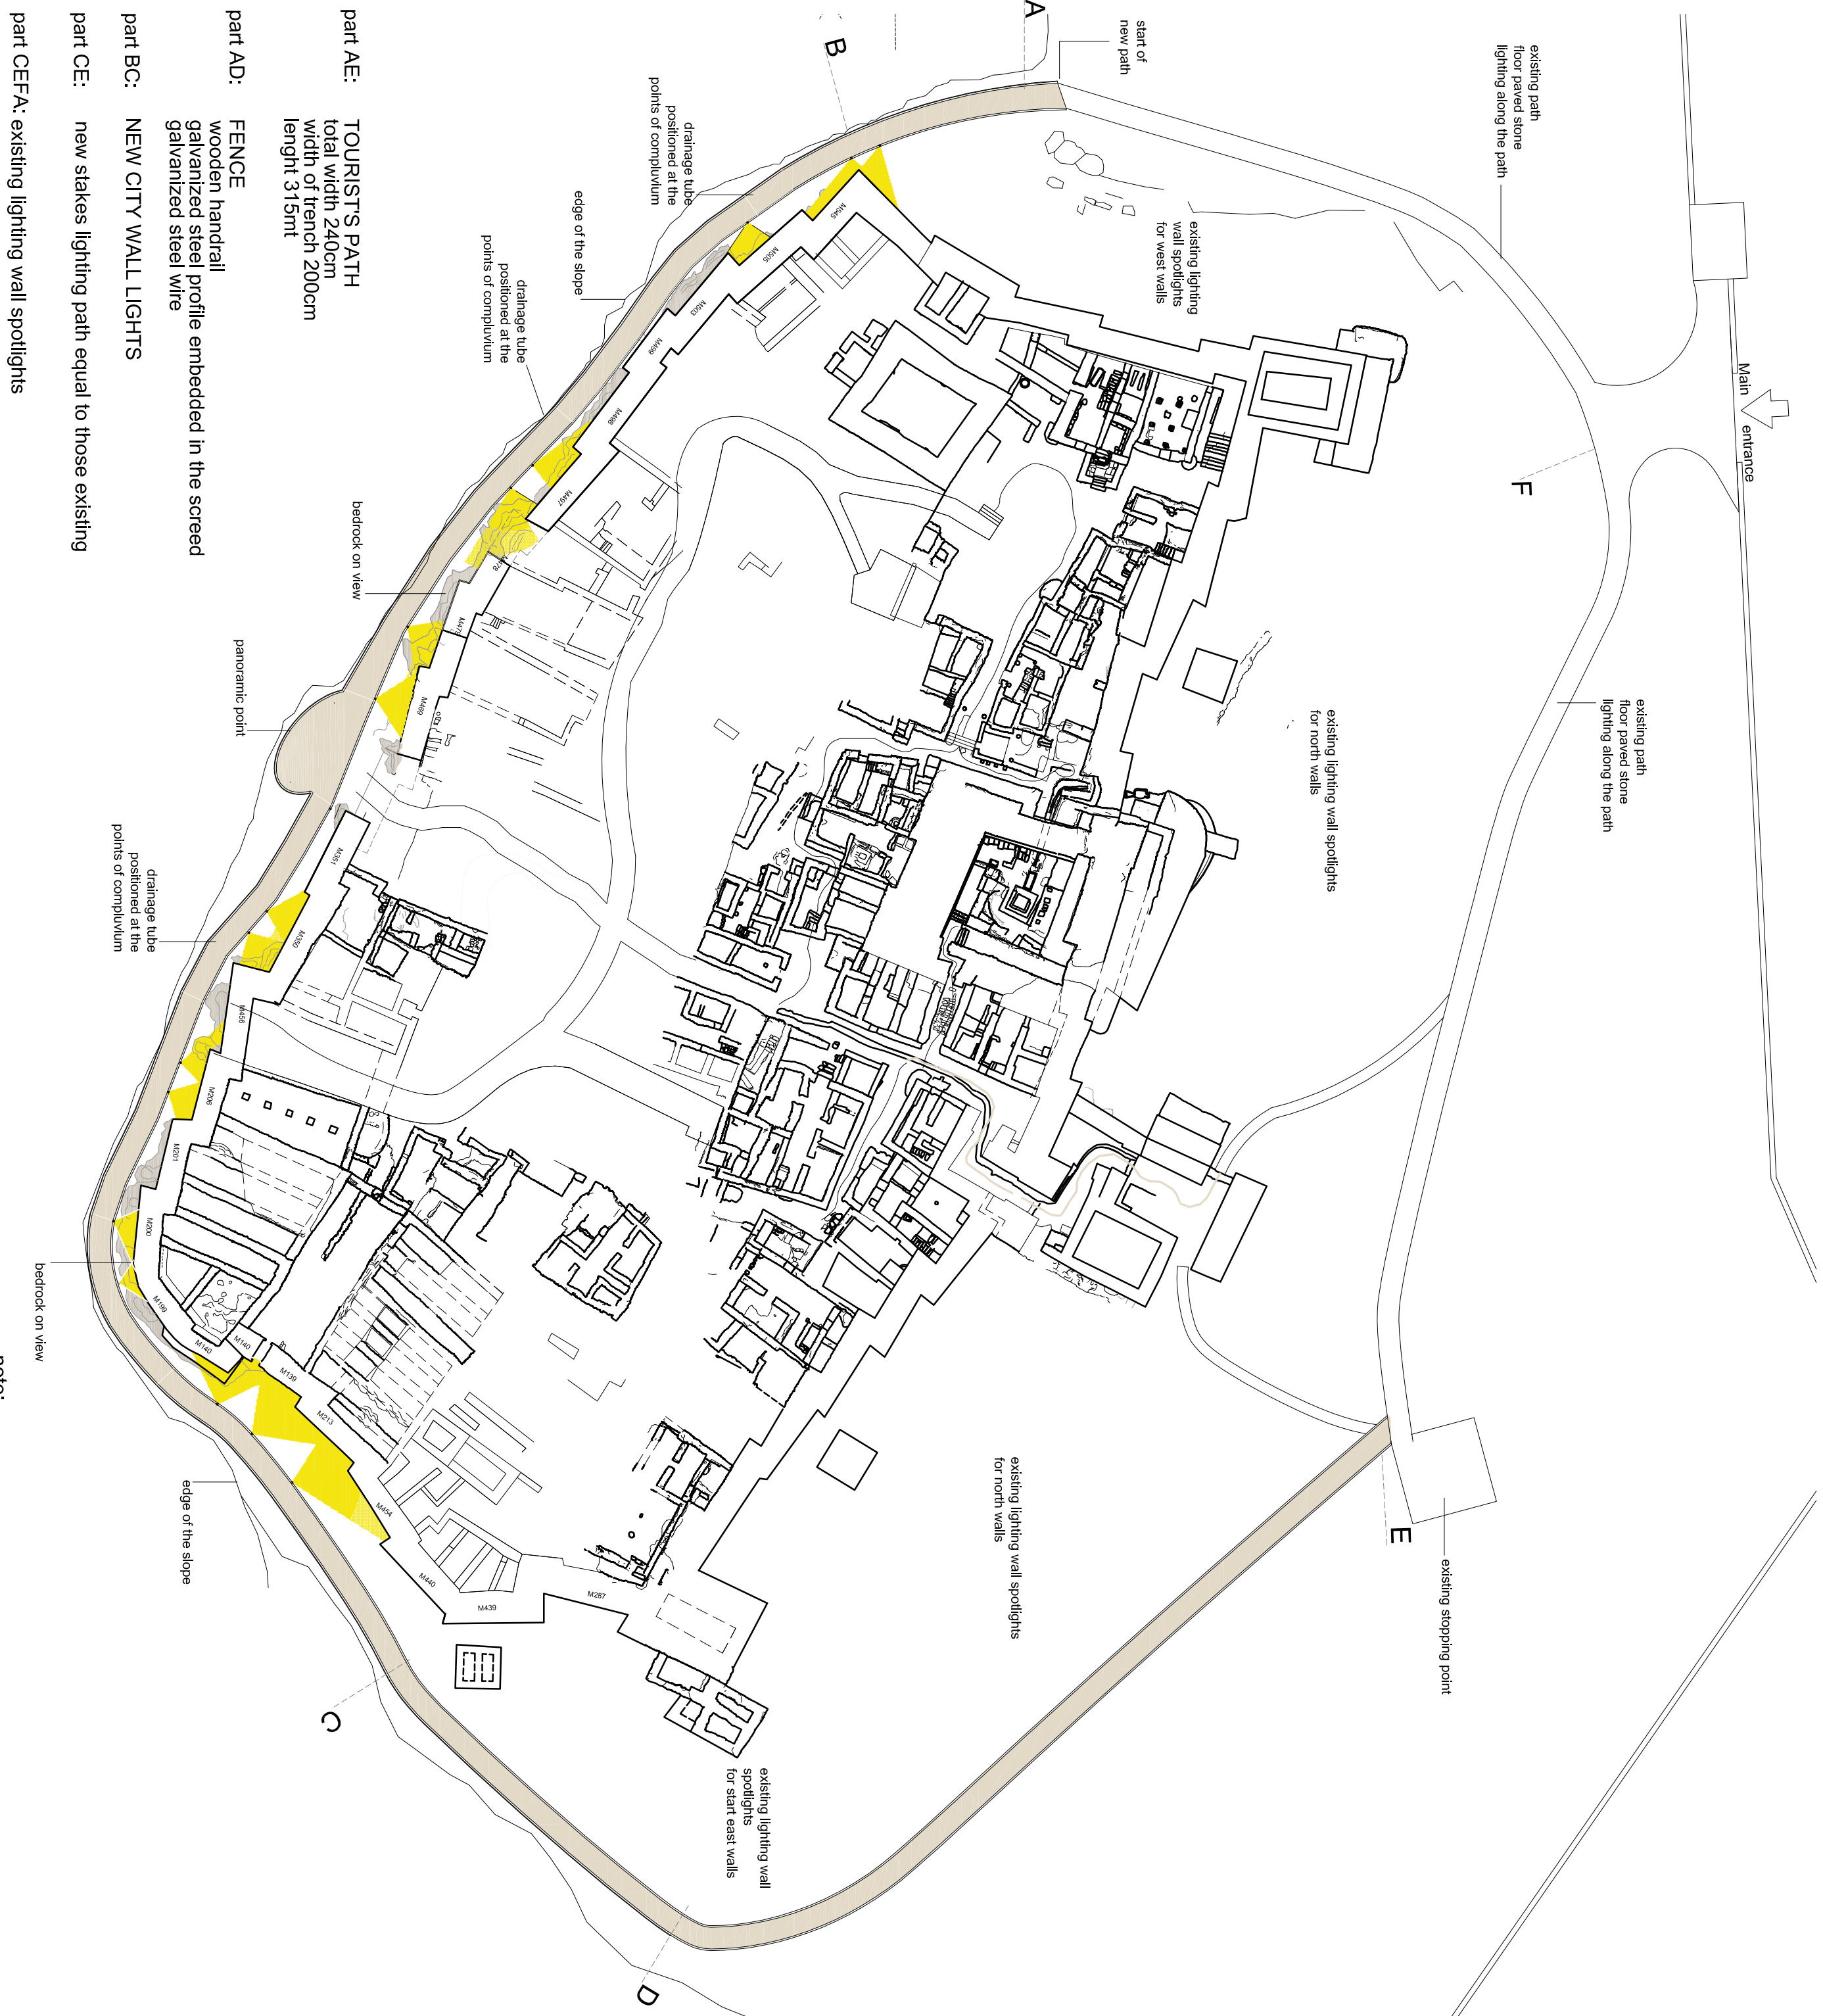 part AE: TOURIST'S PATH
total width 240cm
width of trench 200cm
lenght 315mt
part AD: FENCE
wooden handrail
galvanized steel profile embedded in the screed
galvanized steel wire
part BC: NEW CITY WALL LIGHTS
part CE: new stakes lighting path equal to those existing
part CEFA: existing lighting wall spotlights
existing path
floor paved stone
lighting along the path
Main entrance
start of
new path
A
B
F
existing lighting
wall spotlights
for west walls
drainage tube
positioned at the
points of compluvium
edge of the slope
drainage tube
positioned at the
points of compluvium
existing path
floor paved stone
lighting along the path
existing lighting wall spotlights
for north walls
bedrock on view
panoramic point
drainage tube
positioned at the
points of compluvium
bedrock on view
edge of the slope
existing lighting wall spotlights
for north walls
E
existing stopping point
existing lighting wall
spotlights
for start east walls
C
D
note:
M545
M505
M503
M499
M498
M497
M469
M351
M350
M456
M206
M201
M200
M199
M140
M140
M139
M213
M454
M440
M439
M287